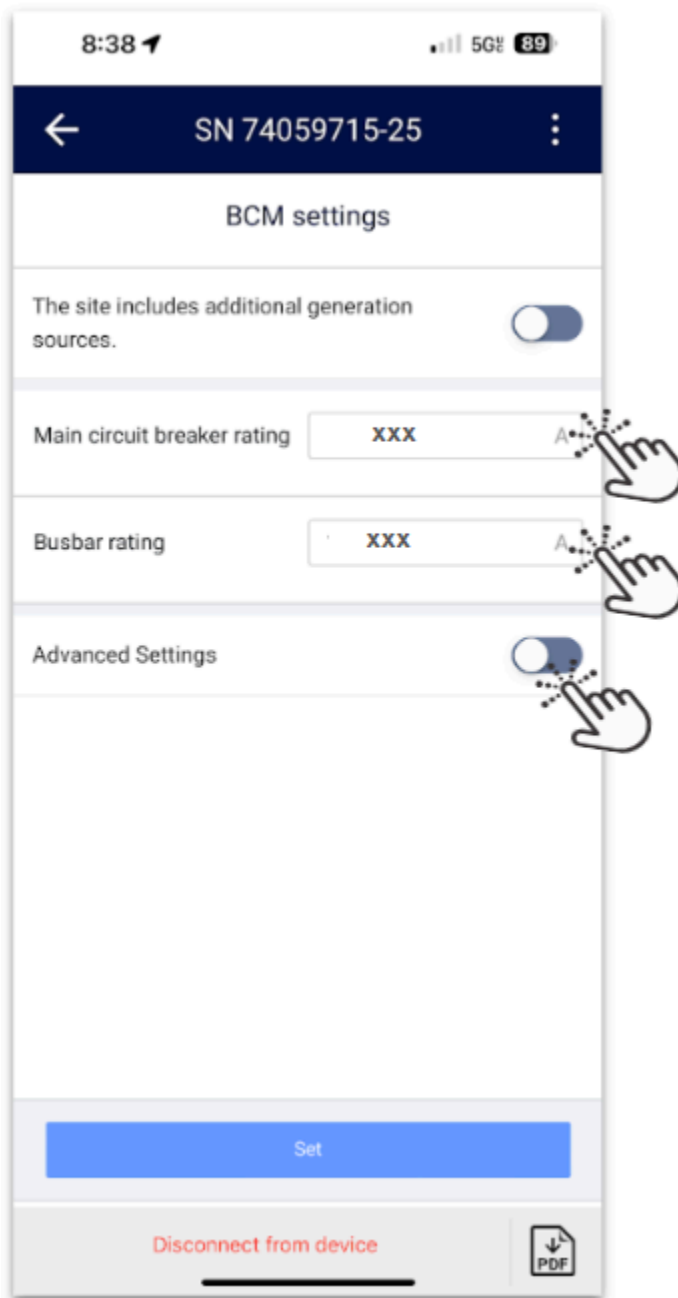 8:38
5G
89
SN 74059715-25
BCM settings
The site includes additional generation
sources.
Main circuit breaker rating
xxx
A
Busbar rating
xxx
A
Advanced Settings
Set
Disconnect from device
PDF